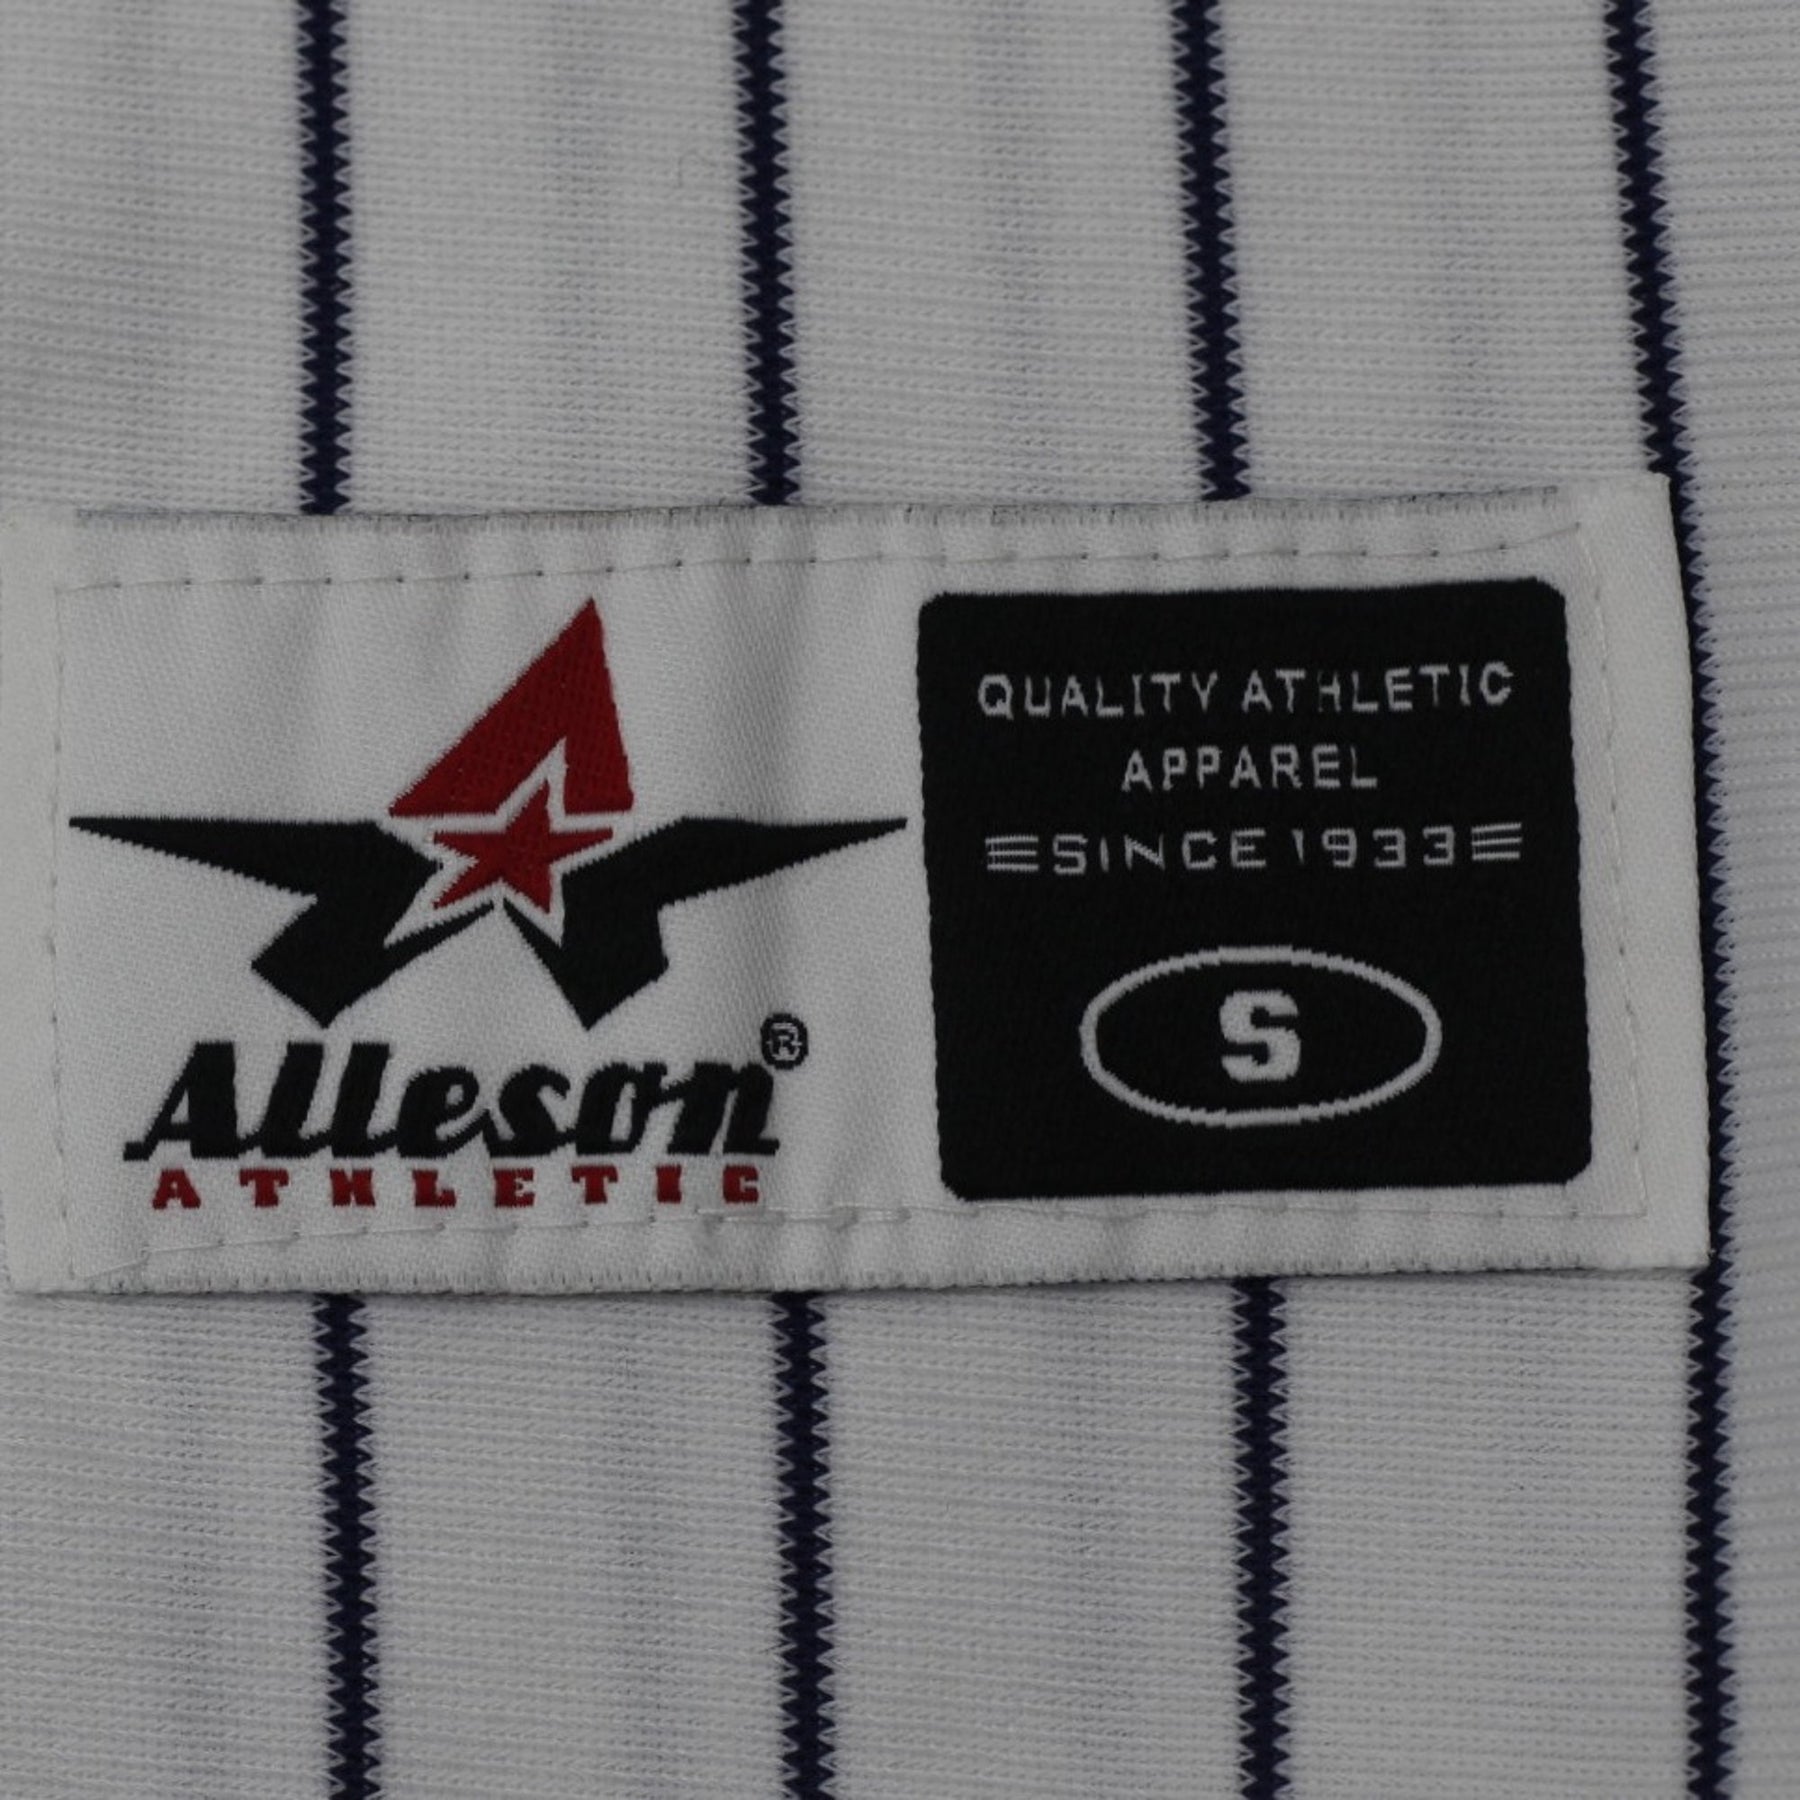 Alleson®
ATHLETIC
QUALITY ATHLETIC
APPAREL
SINCE 1933
S